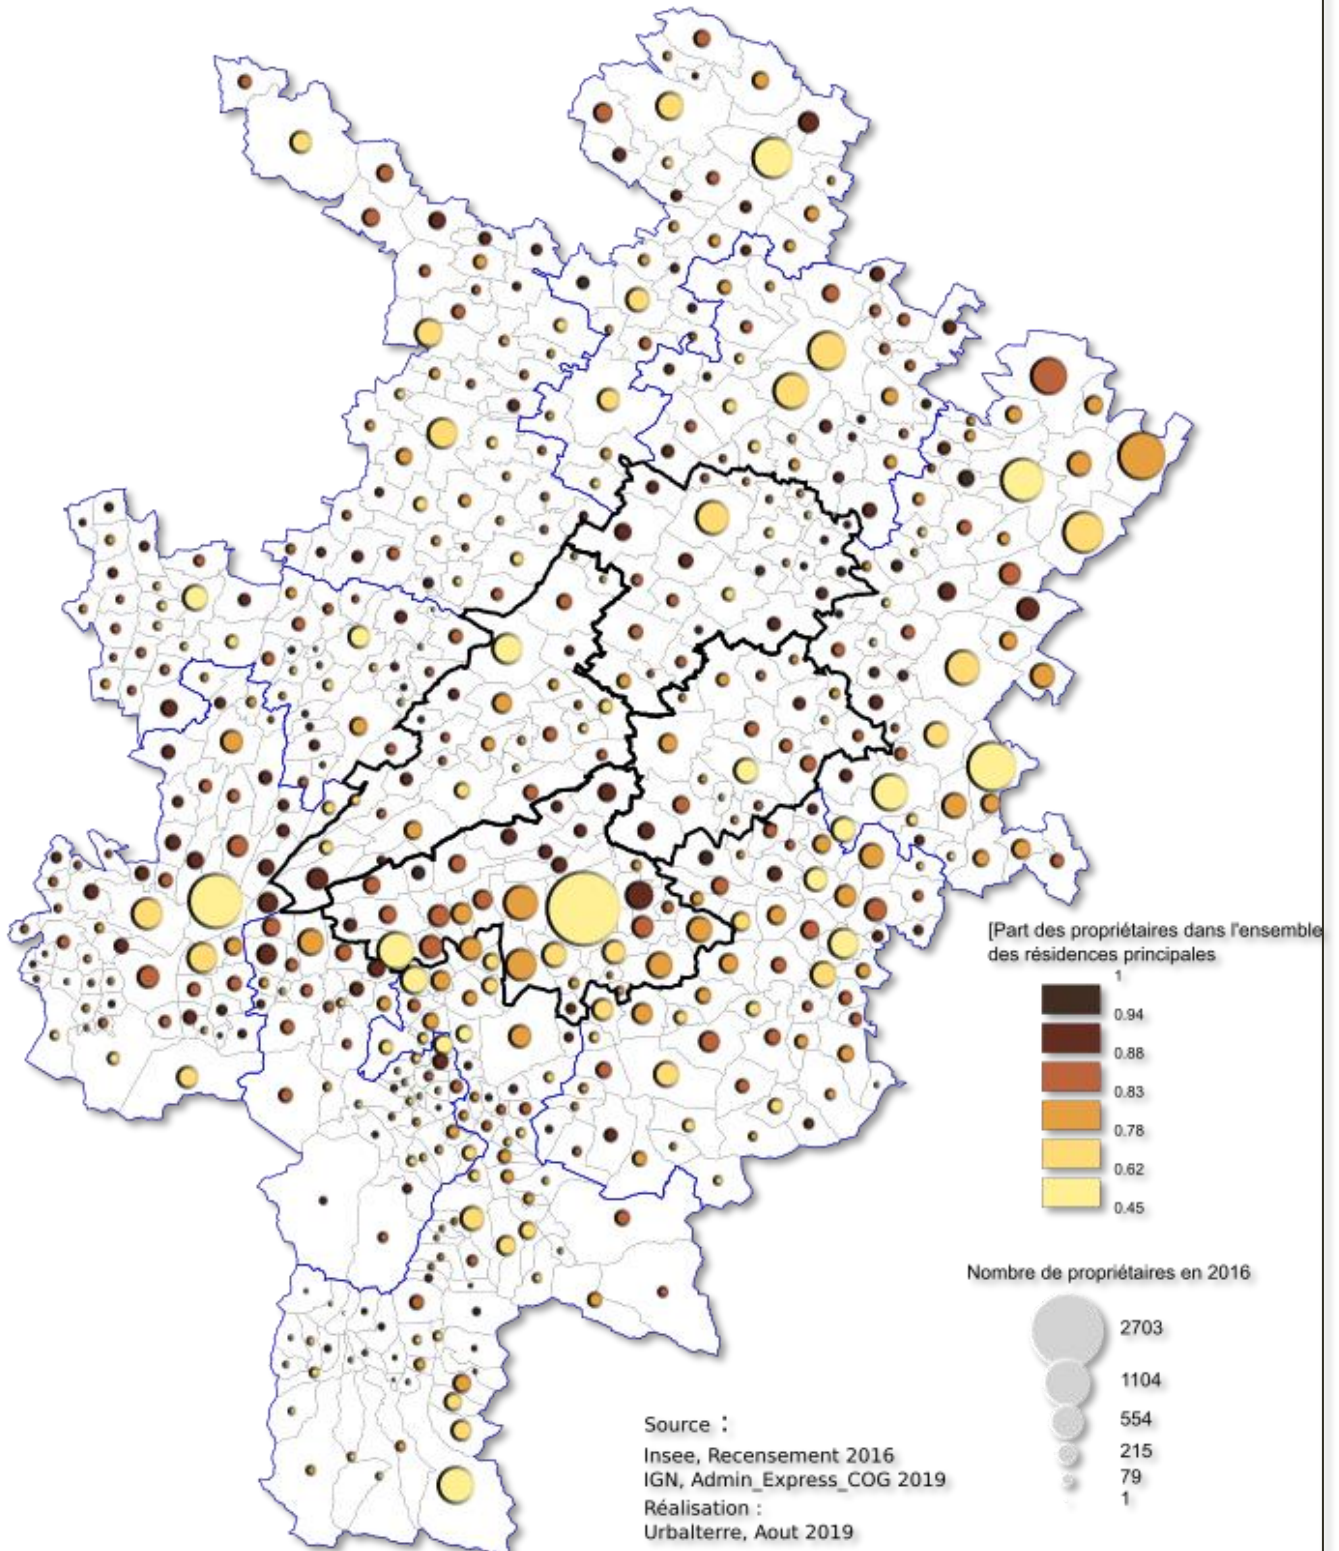 [Part des propriétaires dans l'ensemble
des résidences principales
1
0.94
0.88
0.83
0.78
0.62
0.45
Nombre de propriétaires en 2016
2703
1104
554
215
79
1
Source :
Insee, Recensement 2016
IGN, Admin_Express_COG 2019
Réalisation :
Urbalterre, Aout 2019